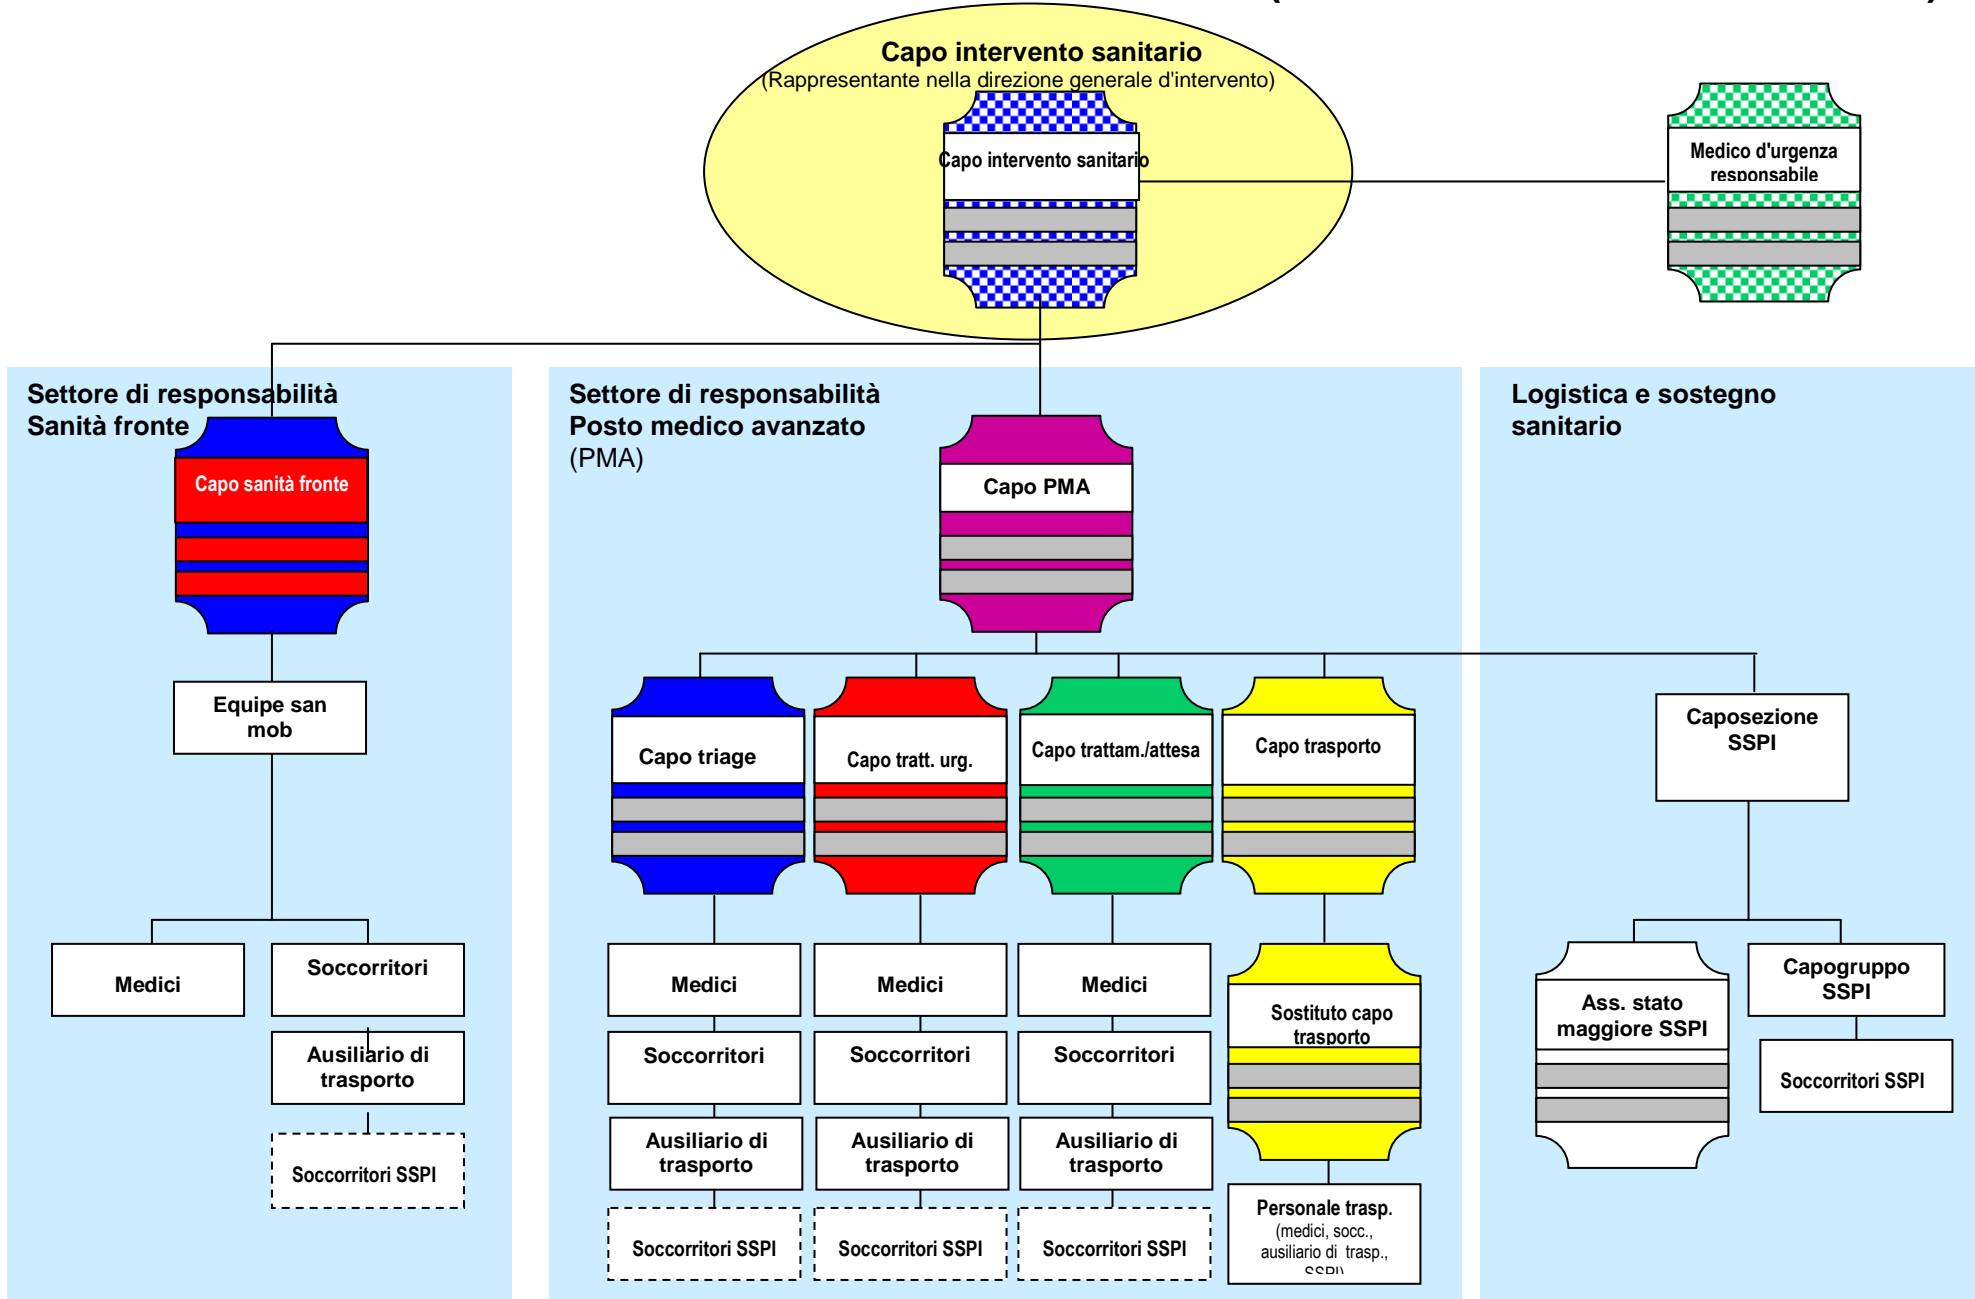 Capo intervento sanitario
(Rappresentante nella direzione generale d'intervento)
Capo intervento sanitario
Medico d'urgenza
responsabile
Settore di responsabilità
Sanità fronte
Capo sanità fronte
Equipe san
mob
Medici
Soccorritori
Ausiliario di
trasporto
Soccorritori SSPI
Settore di responsabilità
Posto medico avanzato
(PMA)
Capo PMA
Capo triage
Capo tratt. urg.
Capo trattam./attesa
Capo trasporto
Medici
Soccorritori
Ausiliario di
trasporto
Soccorritori SSPI
Medici
Soccorritori
Ausiliario di
trasporto
Soccorritori SSPI
Medici
Soccorritori
Ausiliario di
trasporto
Soccorritori SSPI
Sostituto capo
trasporto
Personale trasp.
(medici, socc.,
ausiliario di trasp.,
SSPI)
Logistica e sostegno
sanitario
Caposezione
SSPI
Ass. stato
maggiore SSPI
Capogruppo
SSPI
Soccorritori SSPI